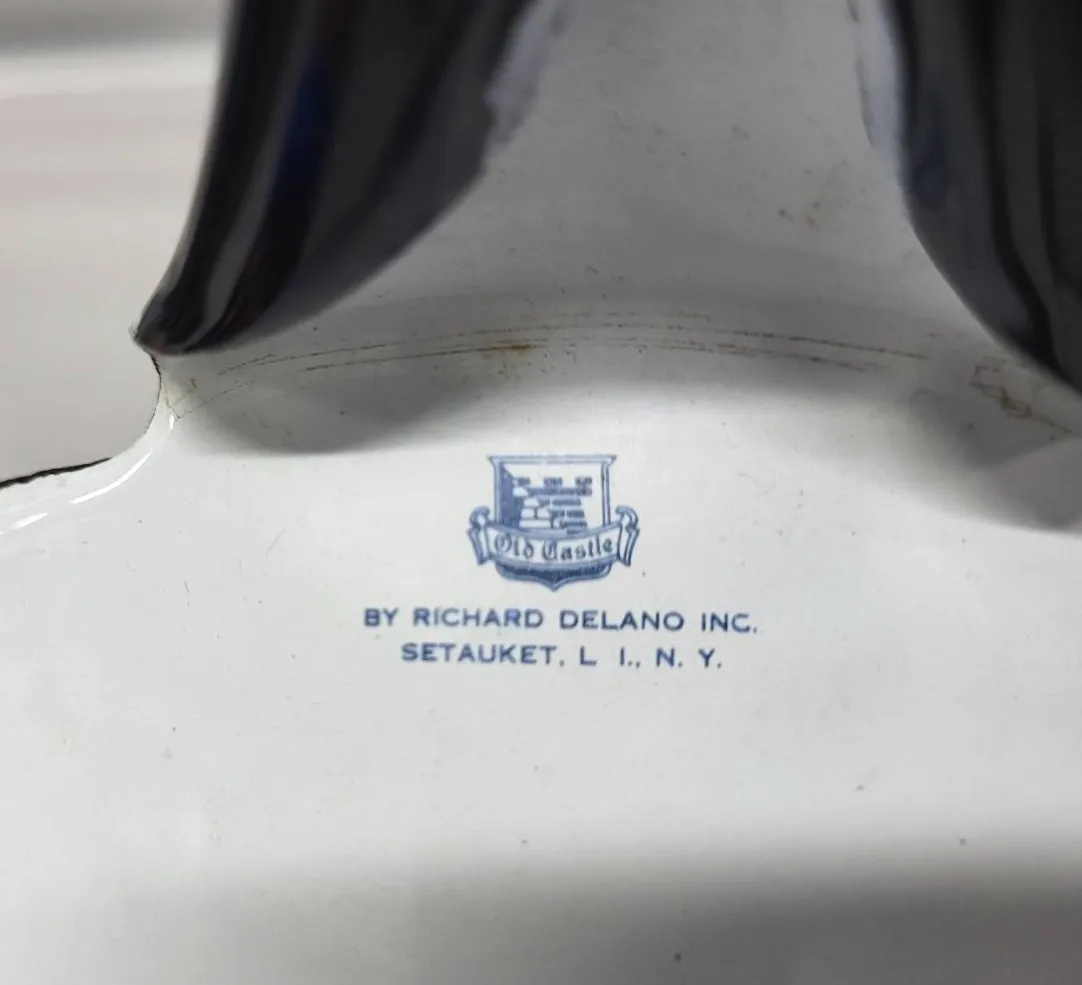 Old Castle
BY RICHARD DELANO INC.
SETAUKET, L I., N. Y.